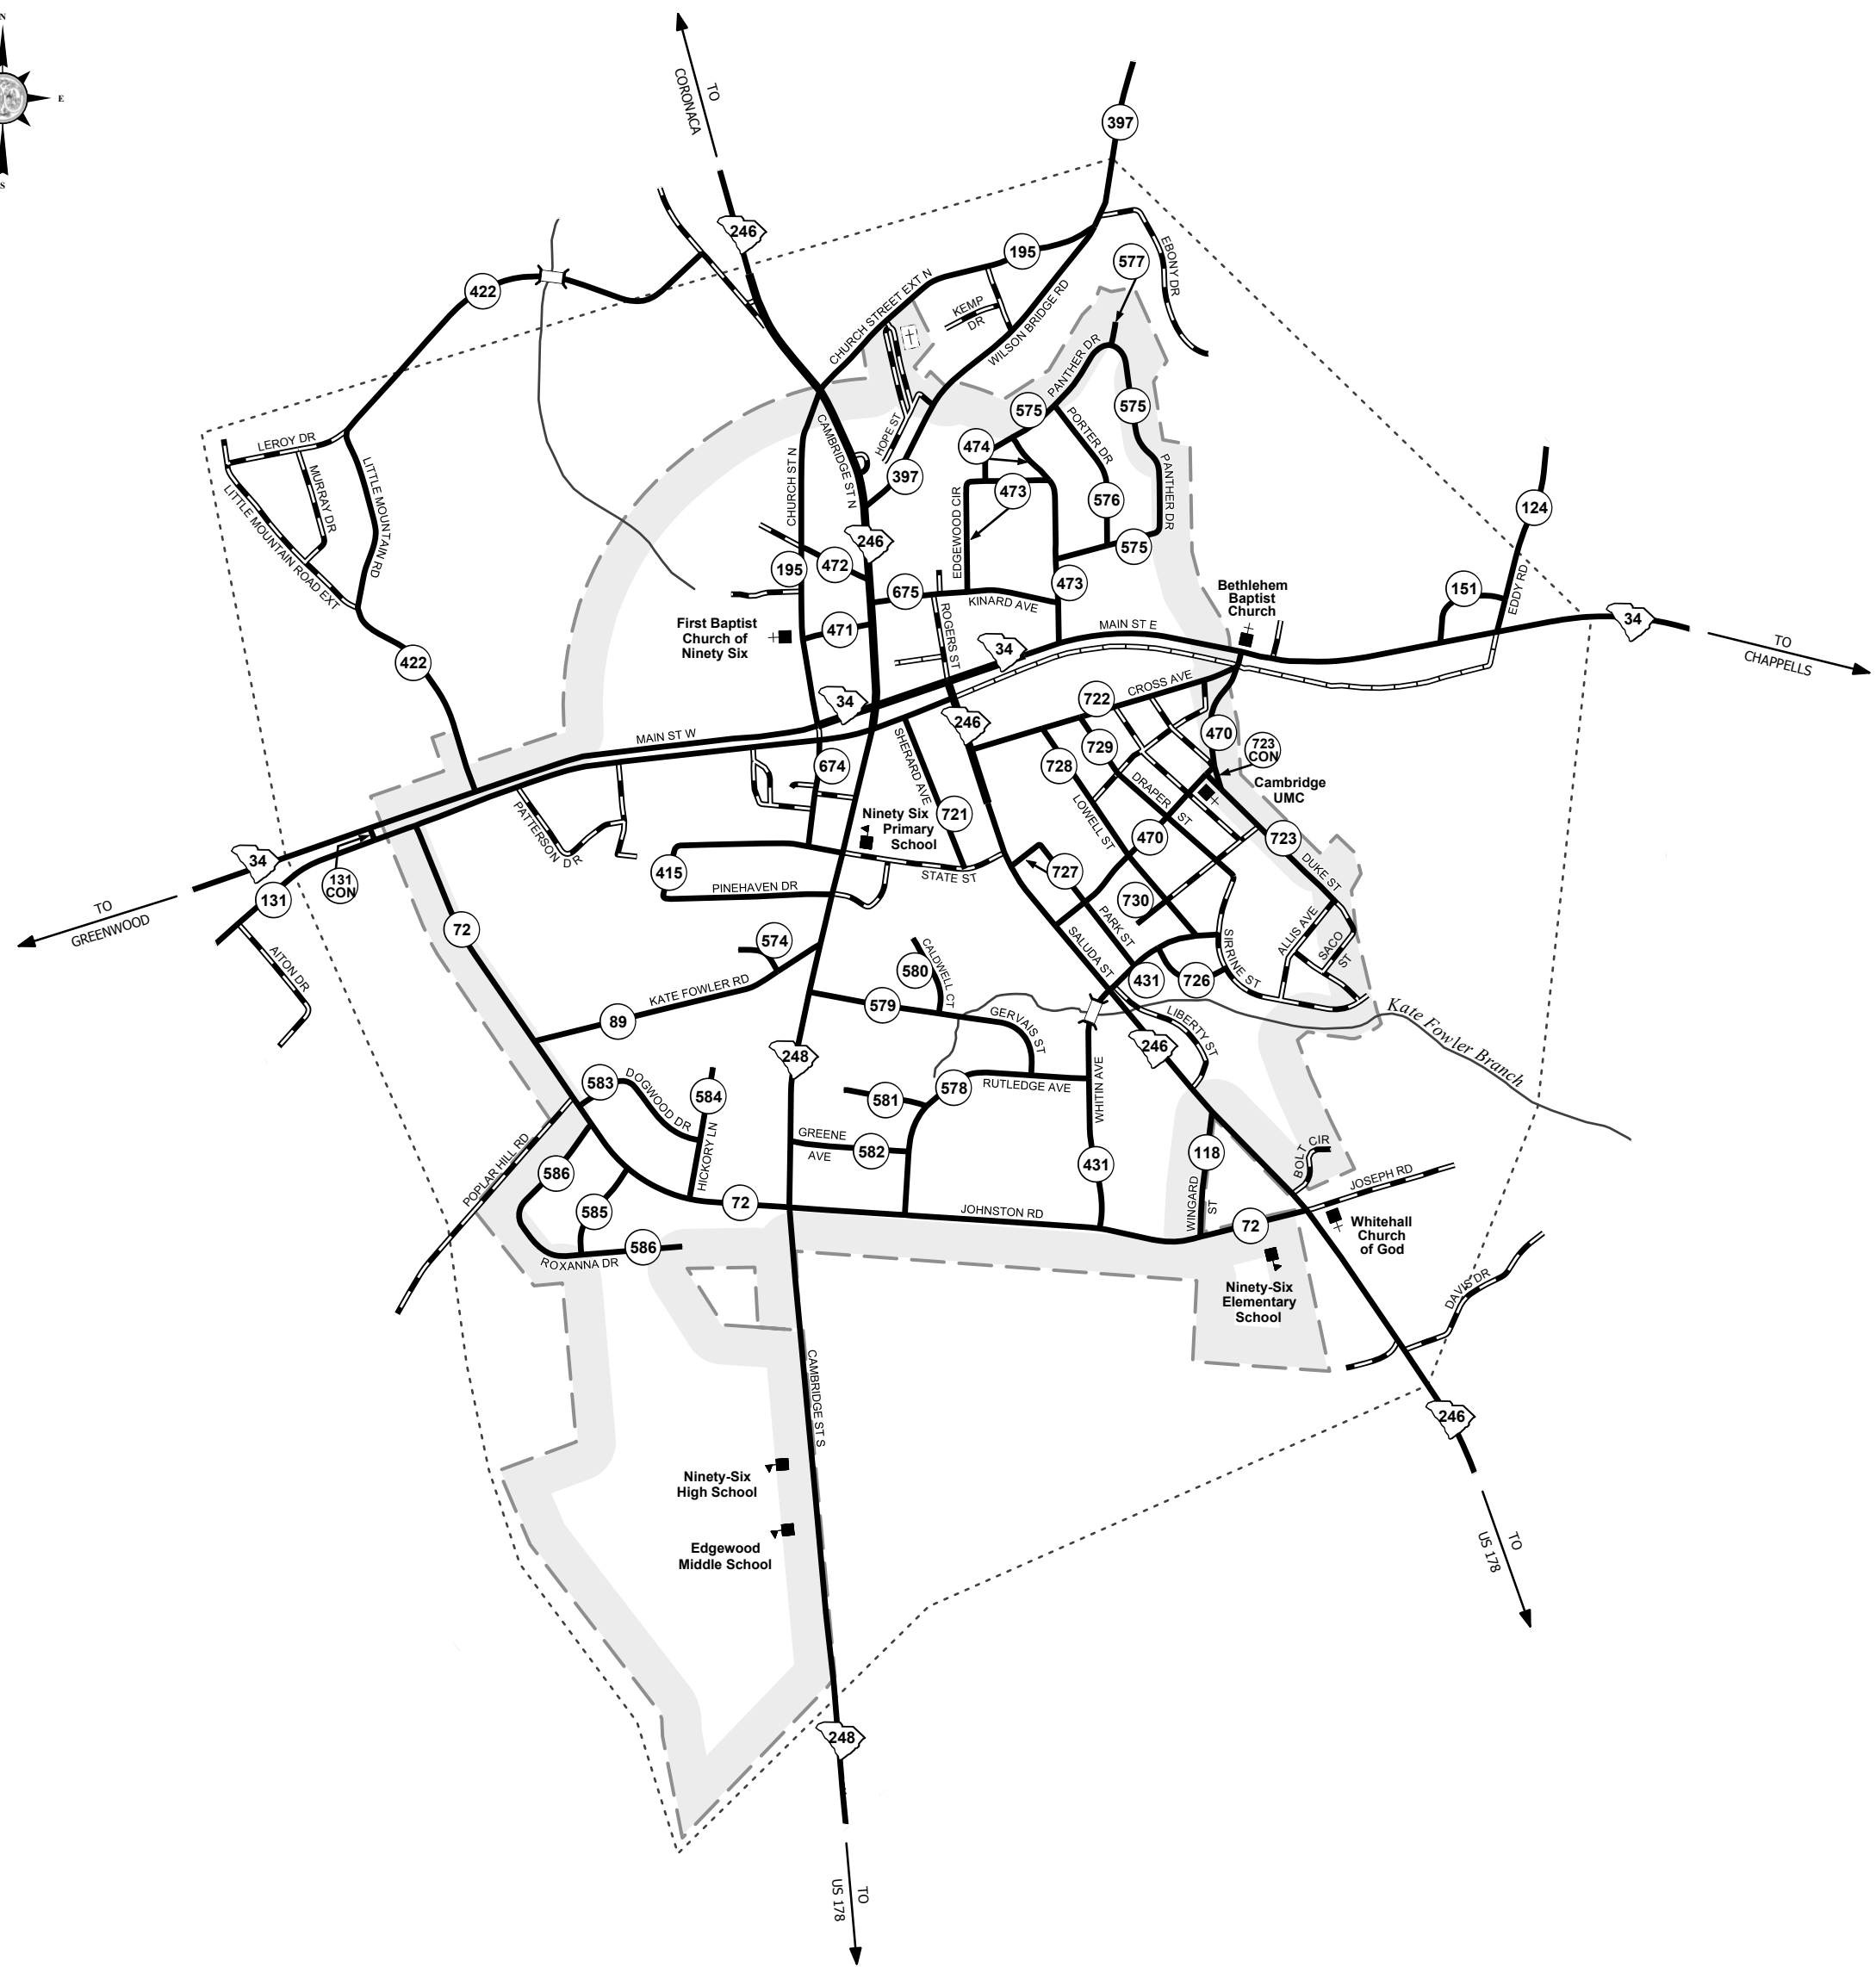 N
E
S
TO
CORONACA
397
246
195
577
EBONY DR
422
CHURCH STREET EXT N
KEMP
DR
WILSON BRIDGE RD
PANTHER DR
575
575
LEROY DR
MURRAY DR
LITTLE MOUNTAIN RD
LITTLE MOUNTAIN ROAD EXT
CAMBRIDGE ST N
HOPE ST
474
PORTER DR
397
CHURCH ST N
473
EDGEWOOD CIR
576
PANTHER DR
124
246
575
195
472
675
473
KINARD AVE
Bethlehem
Baptist
Church
151
EDDY RD
First Baptist
Church of
Ninety Six
471
ROGERS ST
MAIN ST E
34
34
TO
CHAPPELLS
422
34
722
CROSS AVE
246
MAIN ST W
SHERARD AVE
674
729
470
723
CON
728
DRAPER
ST
Cambridge
UMC
PATTERSON DR
Ninety Six
Primary
School
721
LOWELL ST
470
723
34
131
CON
131
415
PINEHAVEN DR
STATE ST
727
DUKE ST
TO
GREENWOOD
730
PARK ST
72
574
CALDWELL CT
SALUDA ST
SIRRINE ST
ALLIS AVE
SACO
ST
AITON DR
580
431
726
KATE FOWLER RD
579
89
GERVAIS ST
LIBERTY ST
Kate Fowler Branch
248
246
583
DOGWOOD DR
584
581
578
RUTLEDGE AVE
WHITIN AVE
GREENE
AVE
582
POPLAR HILL RD
586
HICKORY LN
431
118
BOLT
CIR
JOSEPH RD
585
72
JOHNSTON RD
WINGARD
ST
72
Whitehall
Church
of God
586
ROXANNA DR
Ninety-Six
Elementary
School
DAVIS DR
CAMBRIDGE ST S
246
Ninety-Six
High School
Edgewood
Middle School
TO
US 178
248
TO
US 178